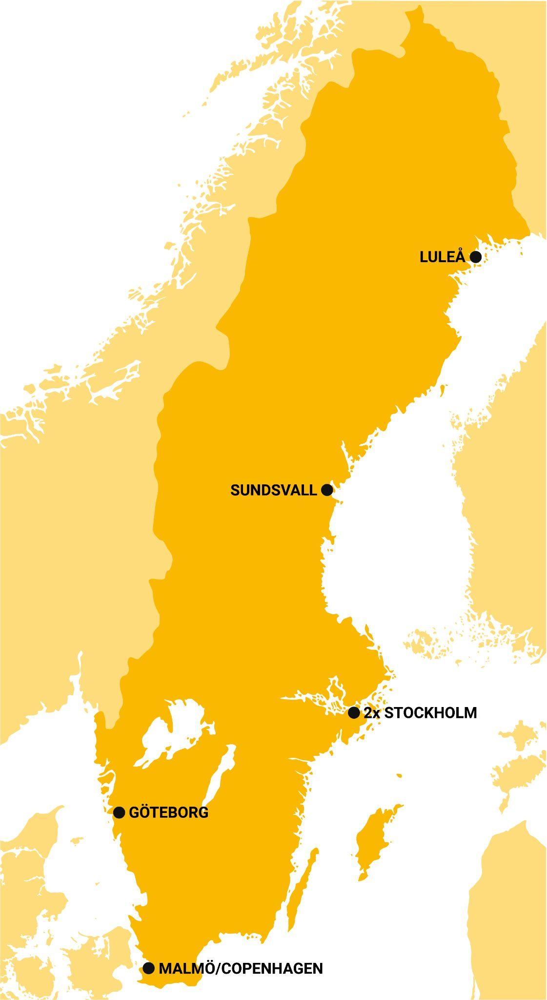 LULEÅ
SUNDSVALL
2x STOCKHOLM
GÖTEBORG
MALMÖ/COPENHAGEN